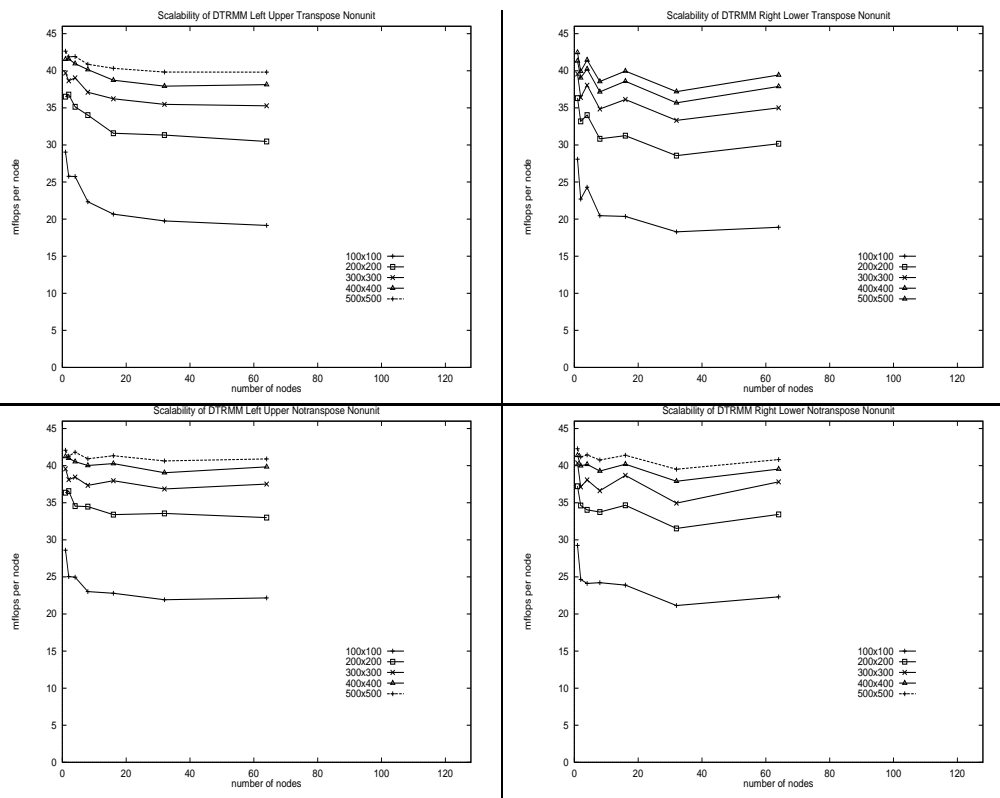 Scalability of DTRMM Left Upper Transpose Nonunit
45
40
35
30
25
20
15
10
5
0
mflops per node
100x100
200x200
300x300
400x400
500x500
0 20 40 60 80 100 120
number of nodes
Scalability of DTRMM Right Lower Transpose Nonunit
45
40
35
30
25
20
15
10
5
0
mflops per node
100x100
200x200
300x300
400x400
500x500
0 20 40 60 80 100 120
number of nodes
Scalability of DTRMM Left Upper Notranspose Nonunit
45
40
35
30
25
20
15
10
5
0
mflops per node
100x100
200x200
300x300
400x400
500x500
0 20 40 60 80 100 120
number of nodes
Scalability of DTRMM Right Lower Notranspose Nonunit
45
40
35
30
25
20
15
10
5
0
mflops per node
100x100
200x200
300x300
400x400
500x500
0 20 40 60 80 100 120
number of nodes